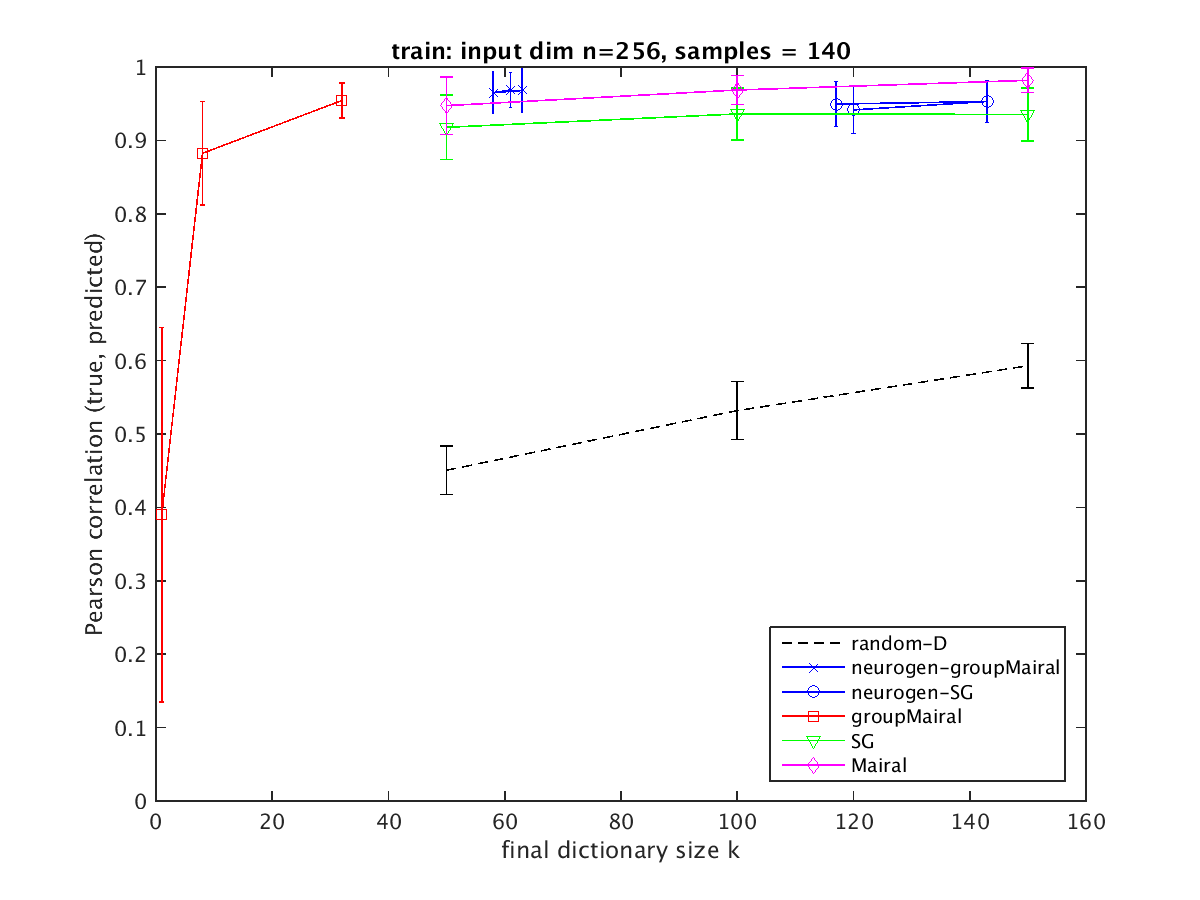 train: input dim n=256, samples = 140
Pearson correlation (true, predicted)
1
0.9
0.8
0.7
0.6
0.5
0.4
0.3
0.2
0.1
0
random-D
neurogen-groupMairal
neurogen-SG
groupMairal
SG
Mairal
0 20 40 60 80 100 120 140 160
final dictionary size k